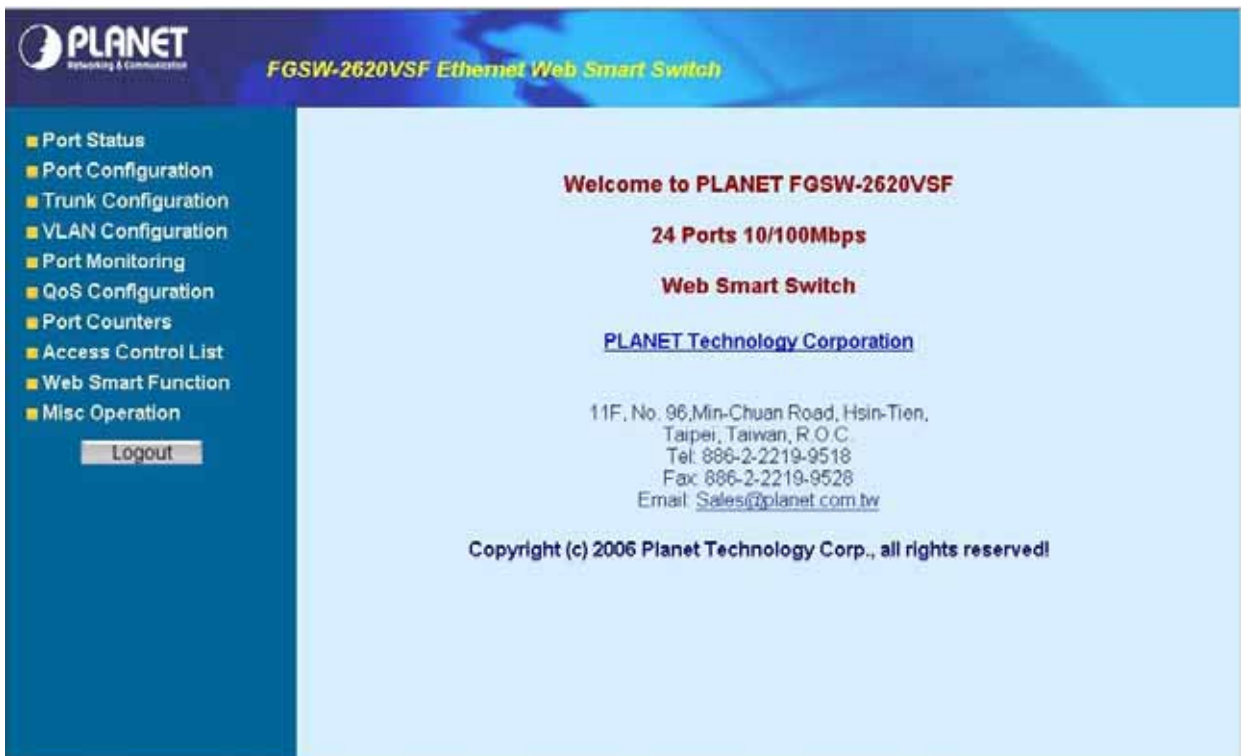 PLANET
Networking & Communication
FGSW-2620VSF Ethernet Web Smart Switch
Port Status
Port Configuration
Trunk Configuration
VLAN Configuration
Port Monitoring
QoS Configuration
Port Counters
Access Control List
Web Smart Function
Misc Operation
Logout
Welcome to PLANET FGSW-2620VSF
24 Ports 10/100Mbps
Web Smart Switch
PLANET Technology Corporation
11F, No. 96,Min-Chuan Road, Hsin-Tien,
Taipei, Taiwan, R.O.C.
Tel: 886-2-2219-9518
Fax: 886-2-2219-9528
Email: Sales@planet.com.tw
Copyright (c) 2006 Planet Technology Corp., all rights reserved!